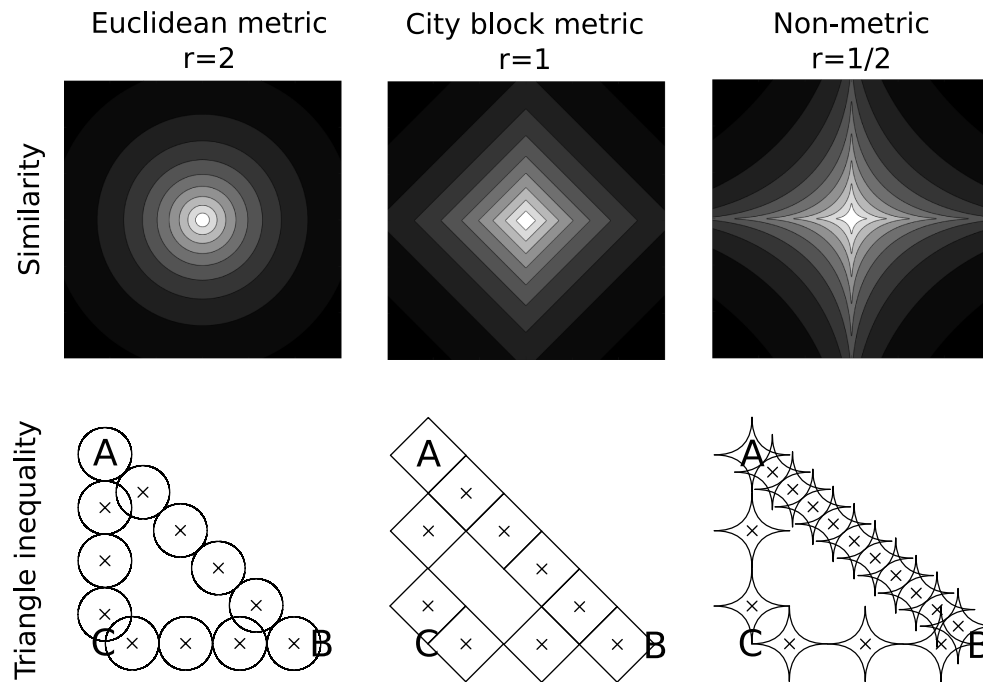 Euclidean metric
r=2
City block metric
r=1
Non-metric
r=1/2
Similarity
Triangle inequality
A
C
B
A
C
B
A
C
B